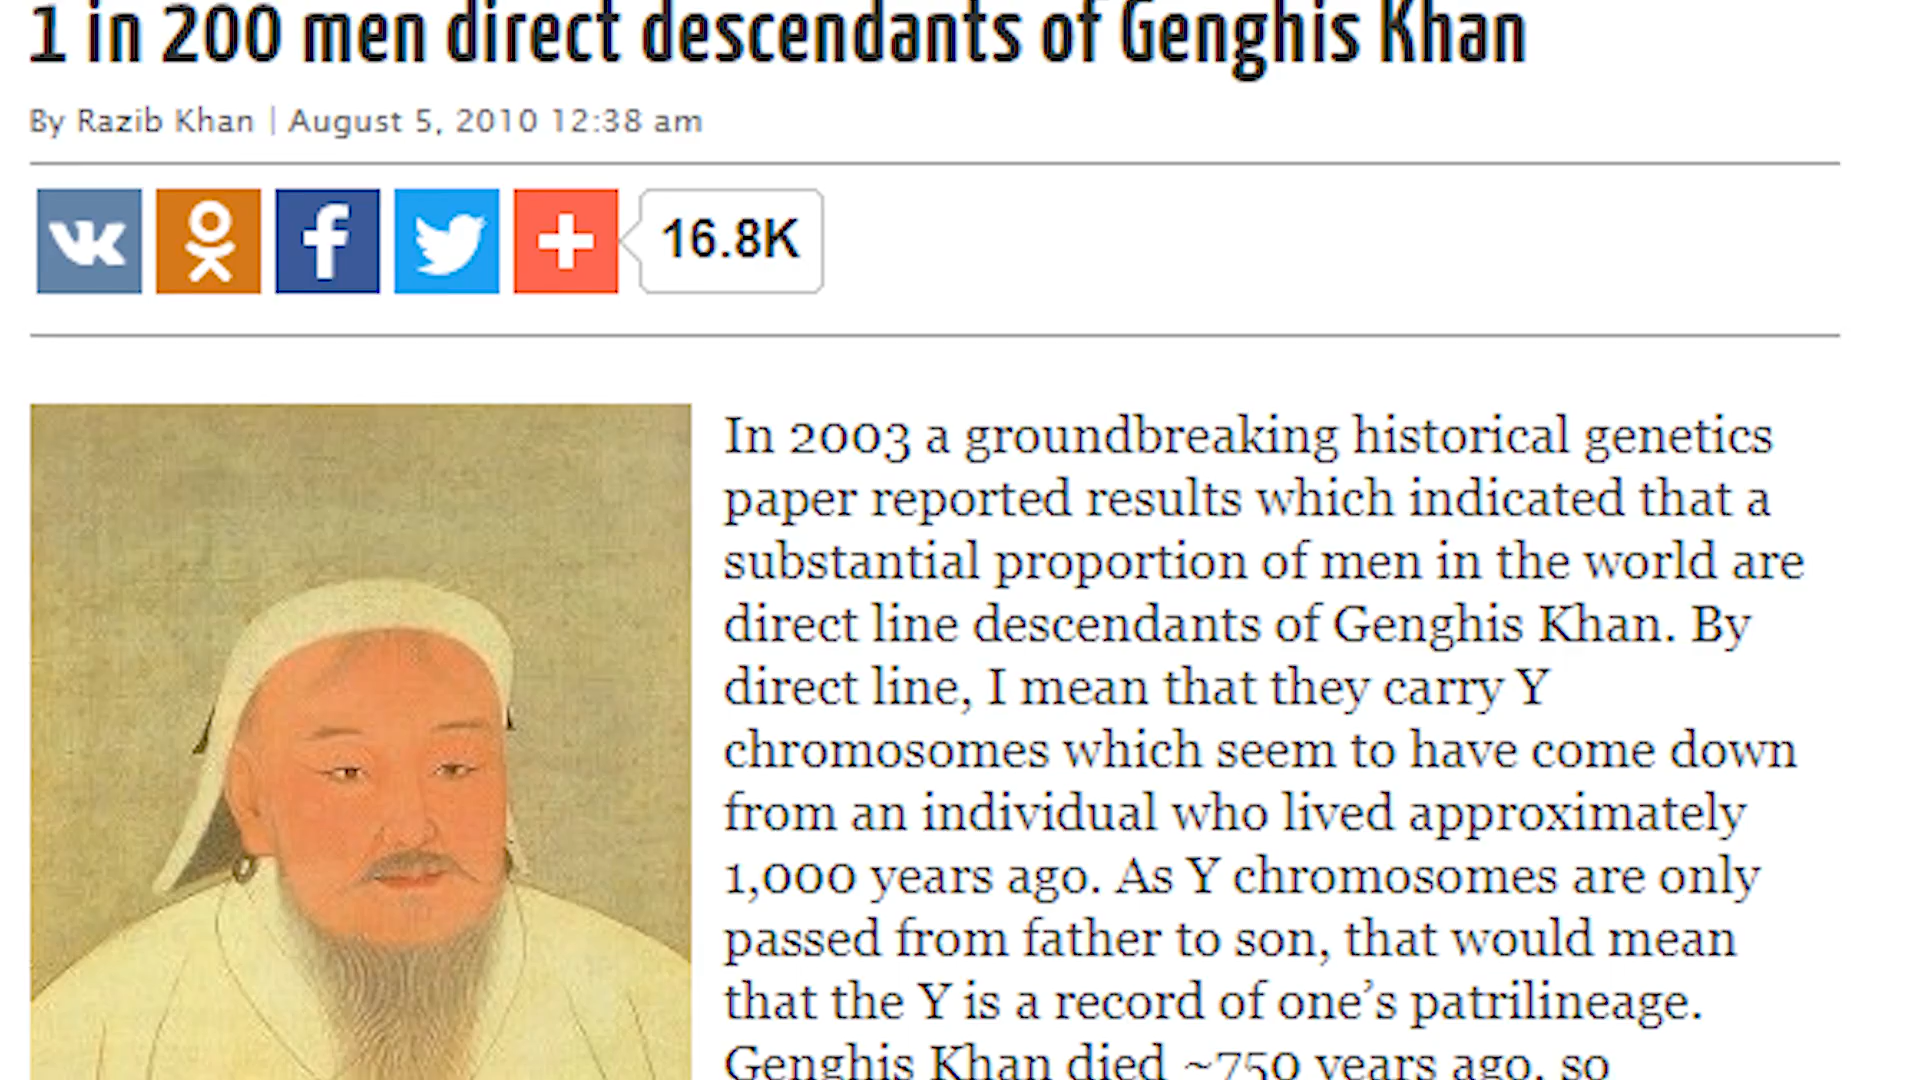 1 in 200 men direct descendants of Genghis Khan
By Razib Khan | August 5, 2010 12:38 am
16.8K
In 2003 a groundbreaking historical genetics
paper reported results which indicated that a
substantial proportion of men in the world are
direct line descendants of Genghis Khan. By
direct line, I mean that they carry Y
chromosomes which seem to have come down
from an individual who lived approximately
1,000 years ago. As Y chromosomes are only
passed from father to son, that would mean
that the Y is a record of one’s patrilineage.
Genghis Khan died ~750 years ago, so